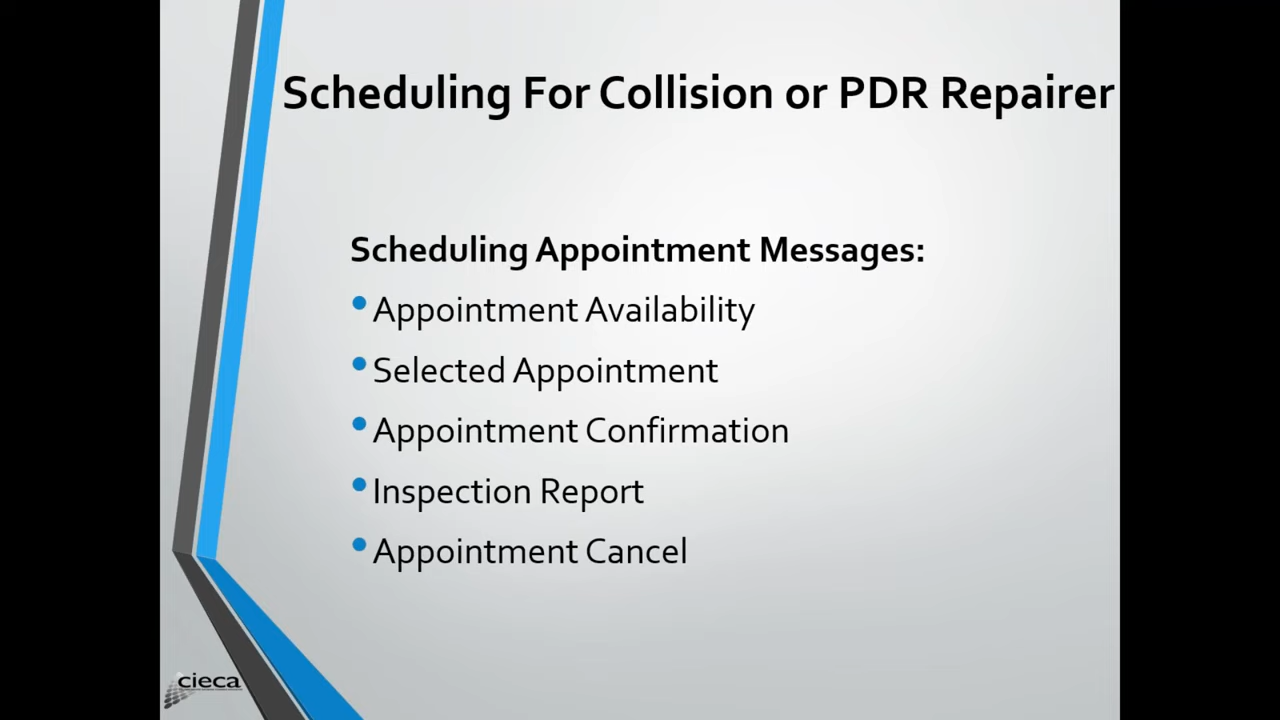 Scheduling For Collision or PDR Repairer
Scheduling Appointment Messages:
•Appointment Availability
•Selected Appointment
•Appointment Confirmation
•Inspection Report
•Appointment Cancel
cieca